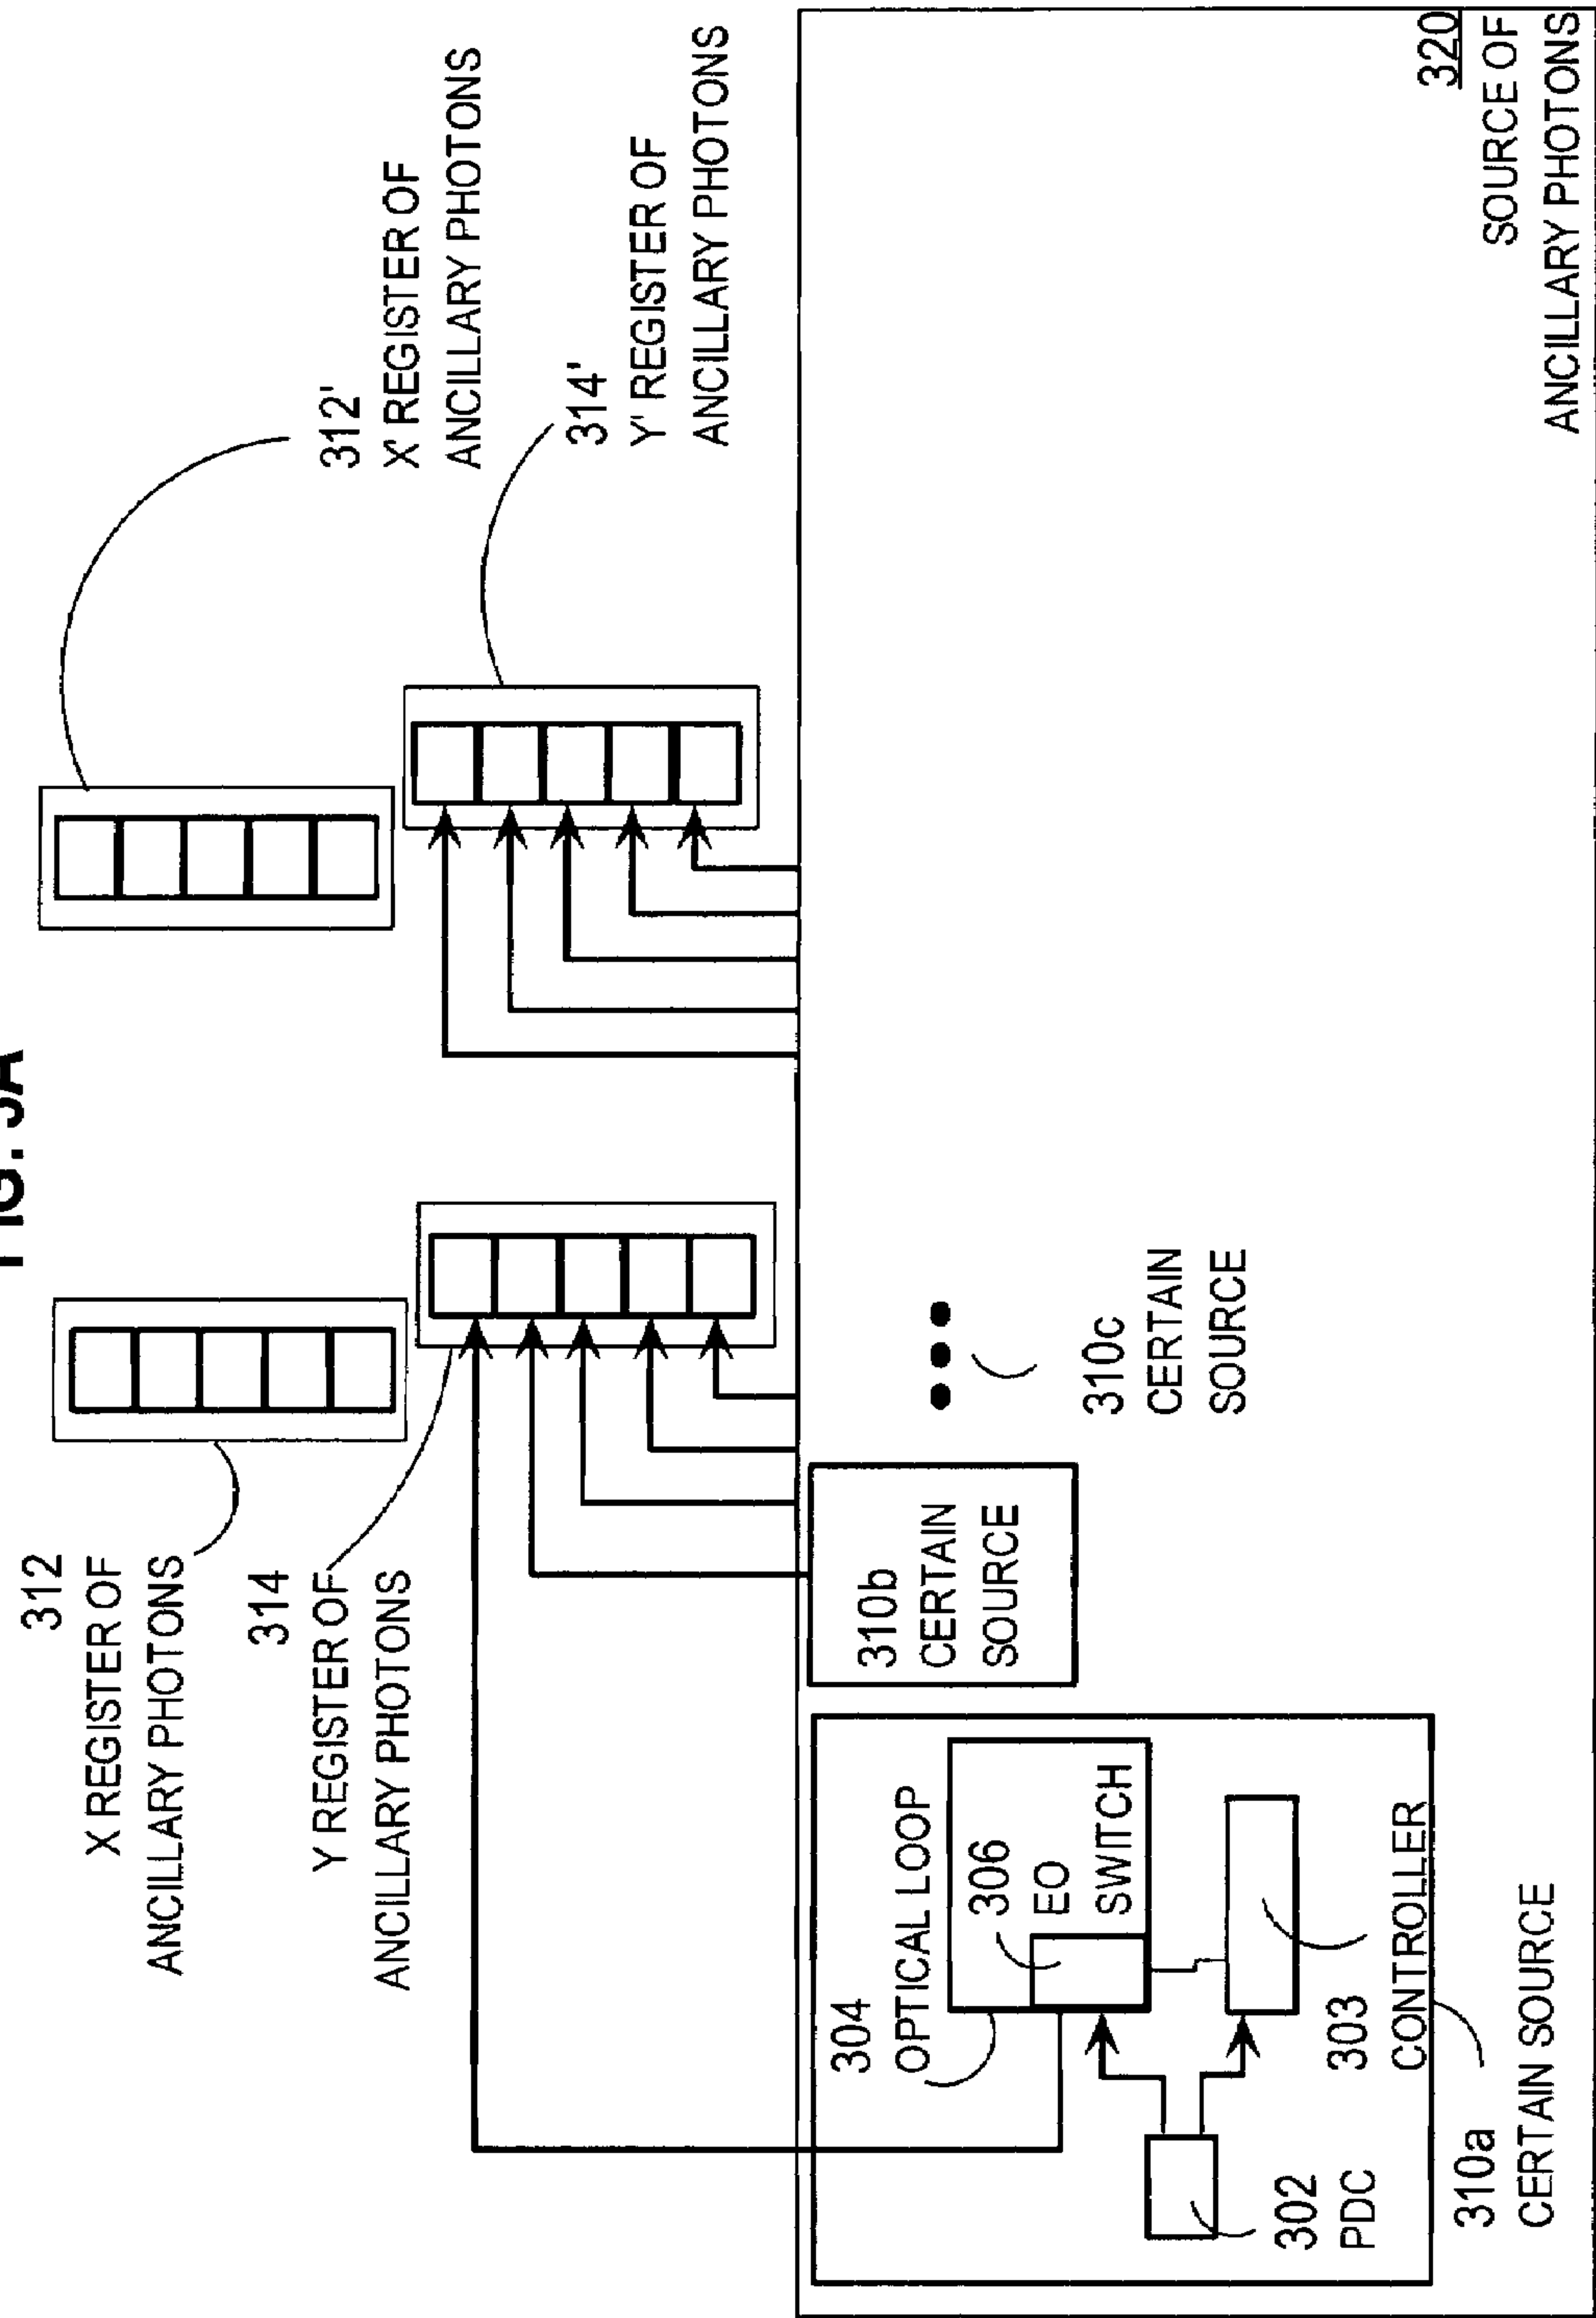 FIG. 3A
312
X REGISTER OF
ANCILLARY PHOTONS
314
Y REGISTER OF
ANCILLARY PHOTONS
312'
X' REGISTER OF
ANCILLARY PHOTONS
314'
Y' REGISTER OF
ANCILLARY PHOTONS
304
OPTICAL LOOP
306
EO
SWITCH
302
PDC
303
CONTROLLER
310a
CERTAIN SOURCE
310b
CERTAIN
SOURCE
310c
CERTAIN
SOURCE
320
SOURCE OF
ANCILLARY PHOTONS